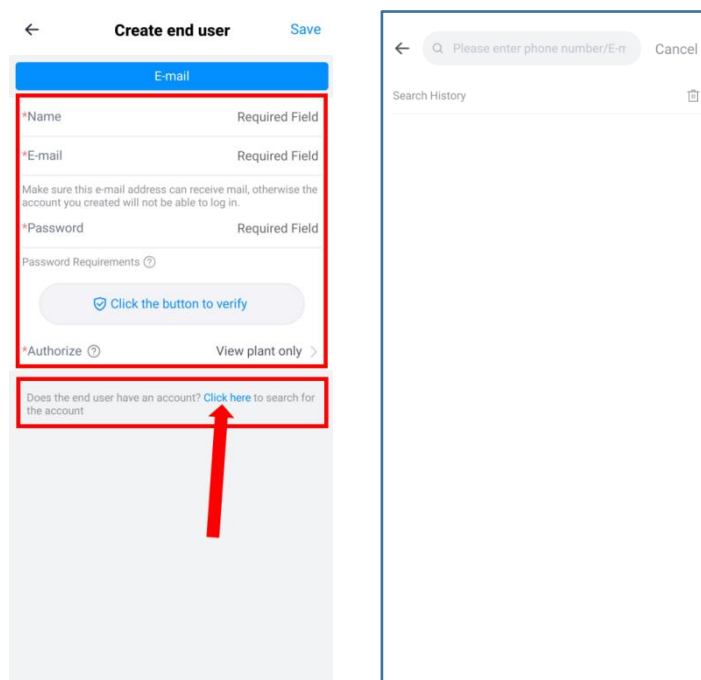 Create end user
Save
E-mail
*Name
Required Field
*E-mail
Required Field
Make sure this e-mail address can receive mail, otherwise the
account you created will not be able to log in.
*Password
Required Field
Password Requirements
Click the button to verify
*Authorize
View plant only
Does the end user have an account? Click here to search for
the account
Please enter phone number/E-m
Cancel
Search History